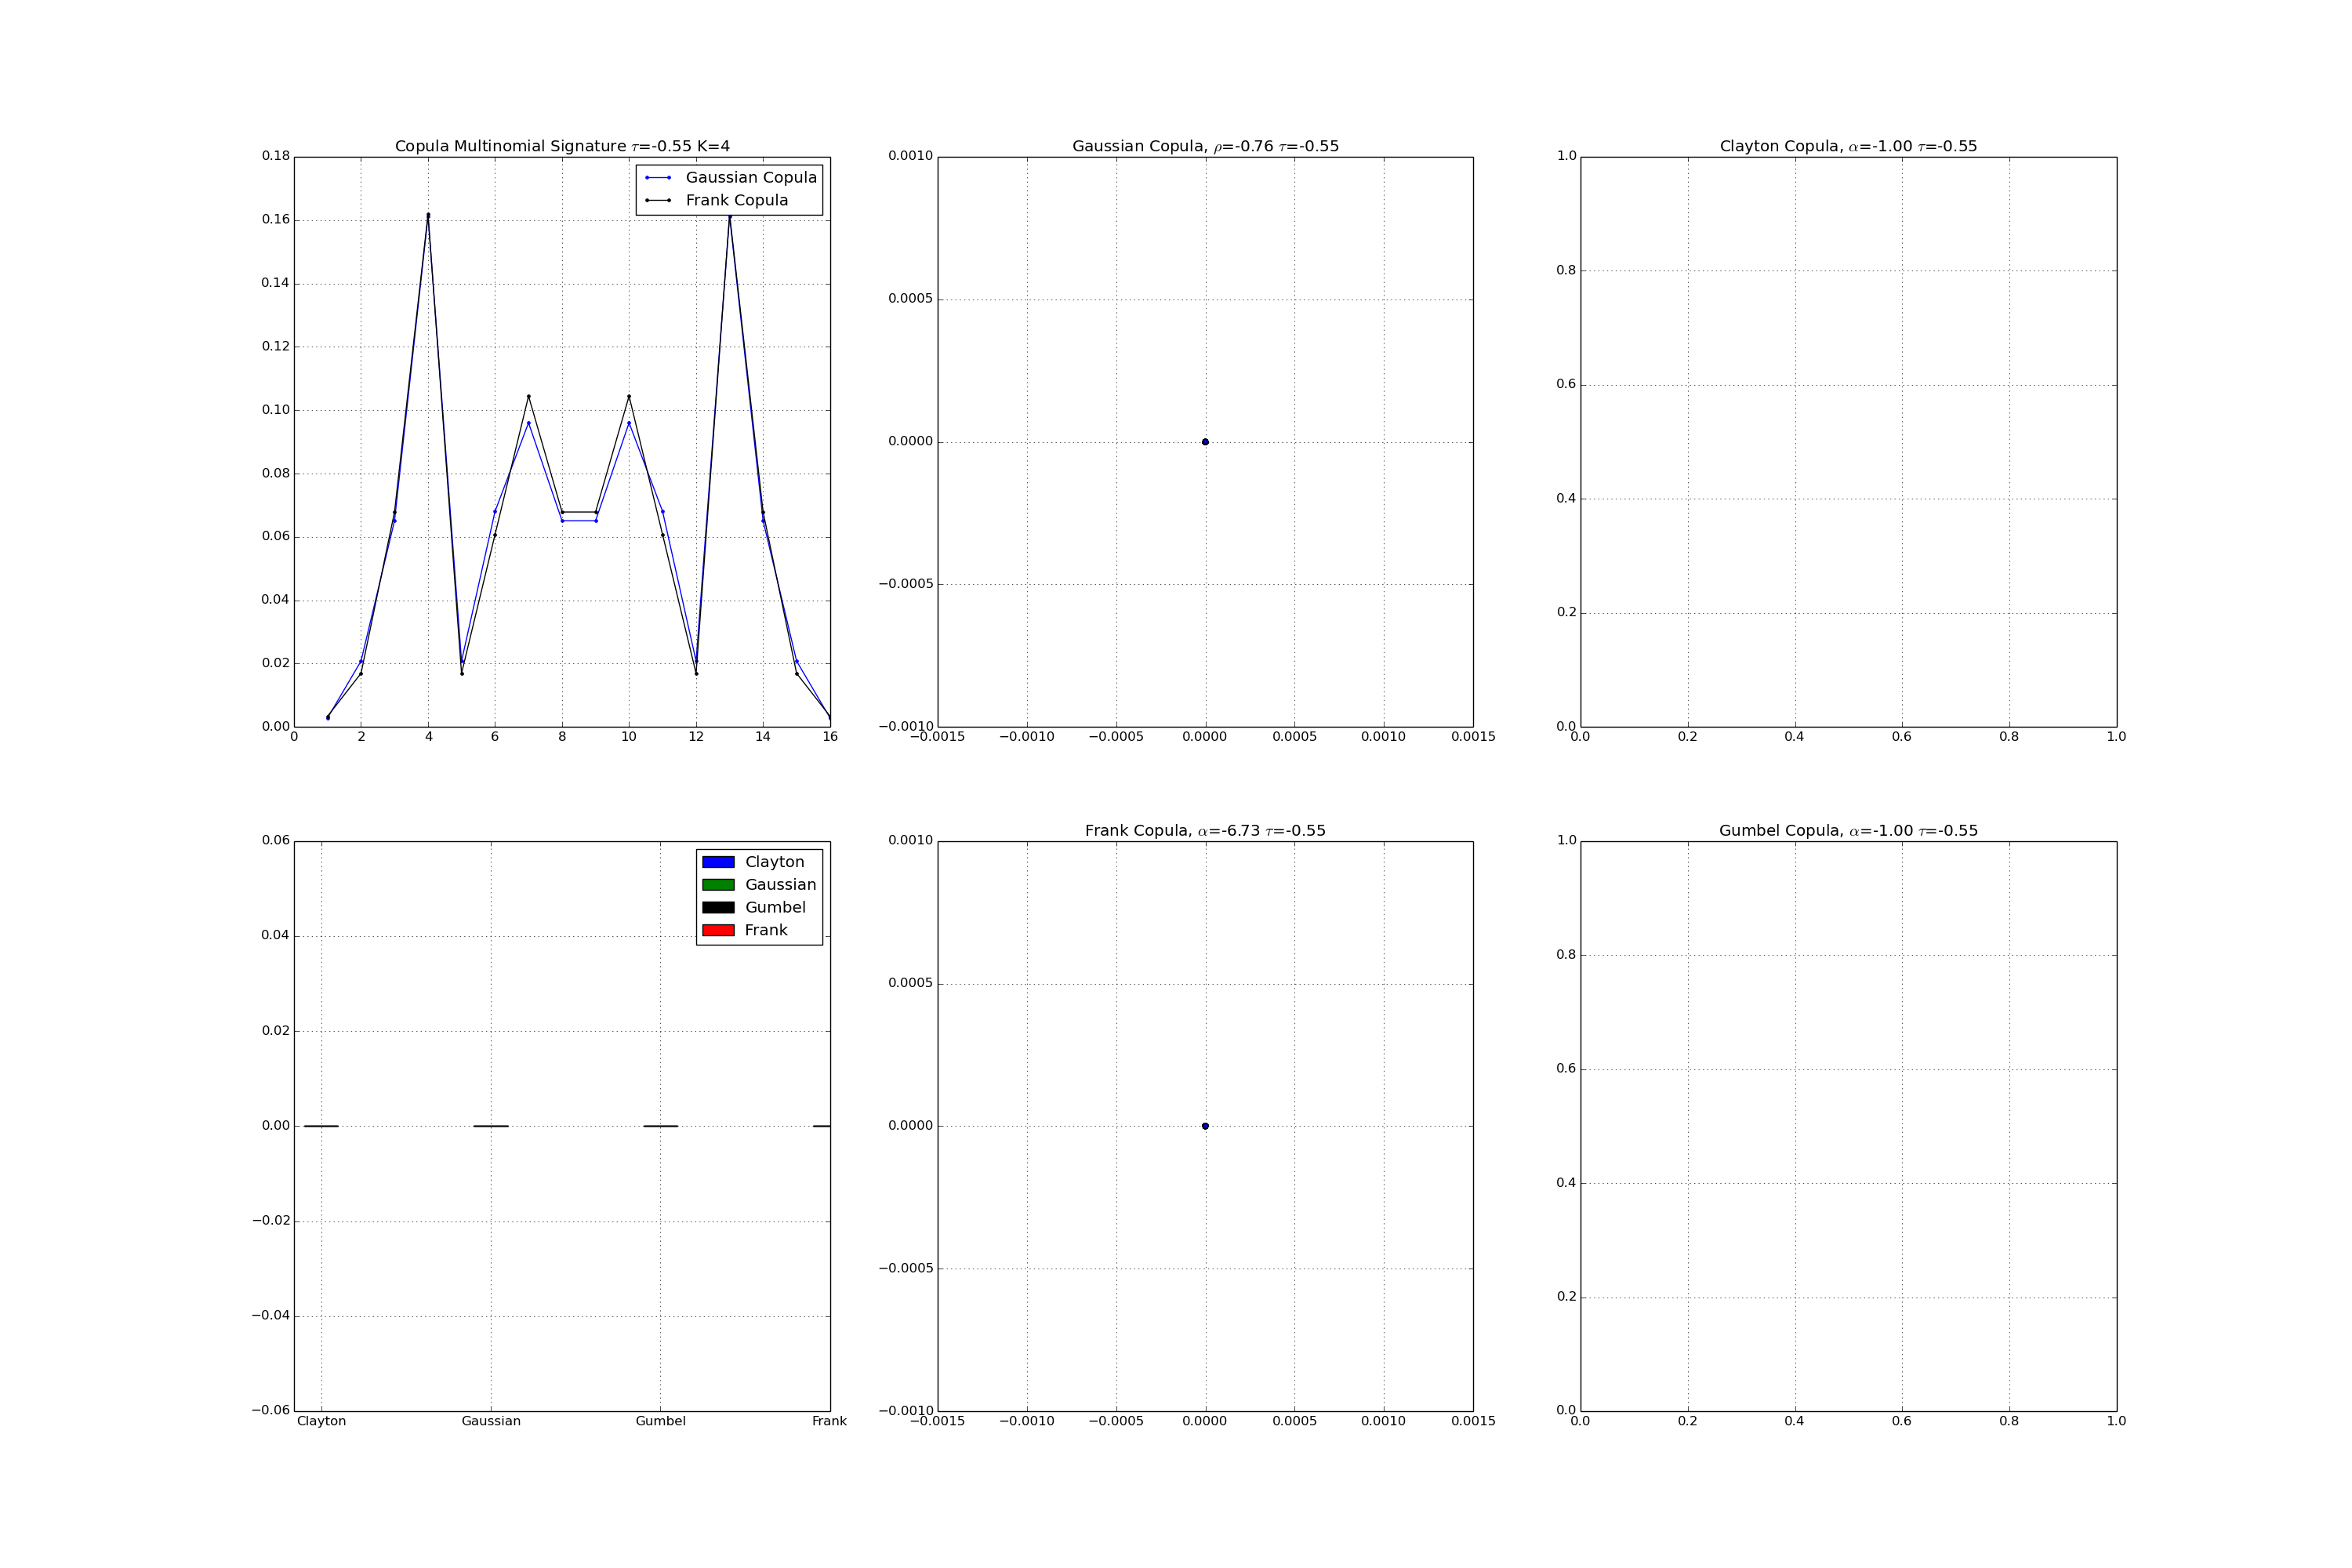 Copula Multinomial Signature τ=-0.55 K=4
0.18
0.16
0.14
0.12
0.10
0.08
0.06
0.04
0.02
0.00
0 2 4 6 8 10 12 14 16
Gaussian Copula
Frank Copula
Gaussian Copula, ρ=-0.76 τ=-0.55
0.0010
0.0005
0.0000
−0.0005
−0.0010
−0.0015 −0.0010 −0.0005 0.0000 0.0005 0.0010 0.0015
Clayton Copula, α=-1.00 τ=-0.55
1.0
0.8
0.6
0.4
0.2
0.0
0.0 0.2 0.4 0.6 0.8 1.0
0.06
0.04
0.02
0.00
−0.02
−0.04
−0.06
Clayton Gaussian Gumbel Frank
Clayton
Gaussian
Gumbel
Frank
Frank Copula, α=-6.73 τ=-0.55
0.0010
0.0005
0.0000
−0.0005
−0.0010
−0.0015 −0.0010 −0.0005 0.0000 0.0005 0.0010 0.0015
Gumbel Copula, α=-1.00 τ=-0.55
1.0
0.8
0.6
0.4
0.2
0.0
0.0 0.2 0.4 0.6 0.8 1.0